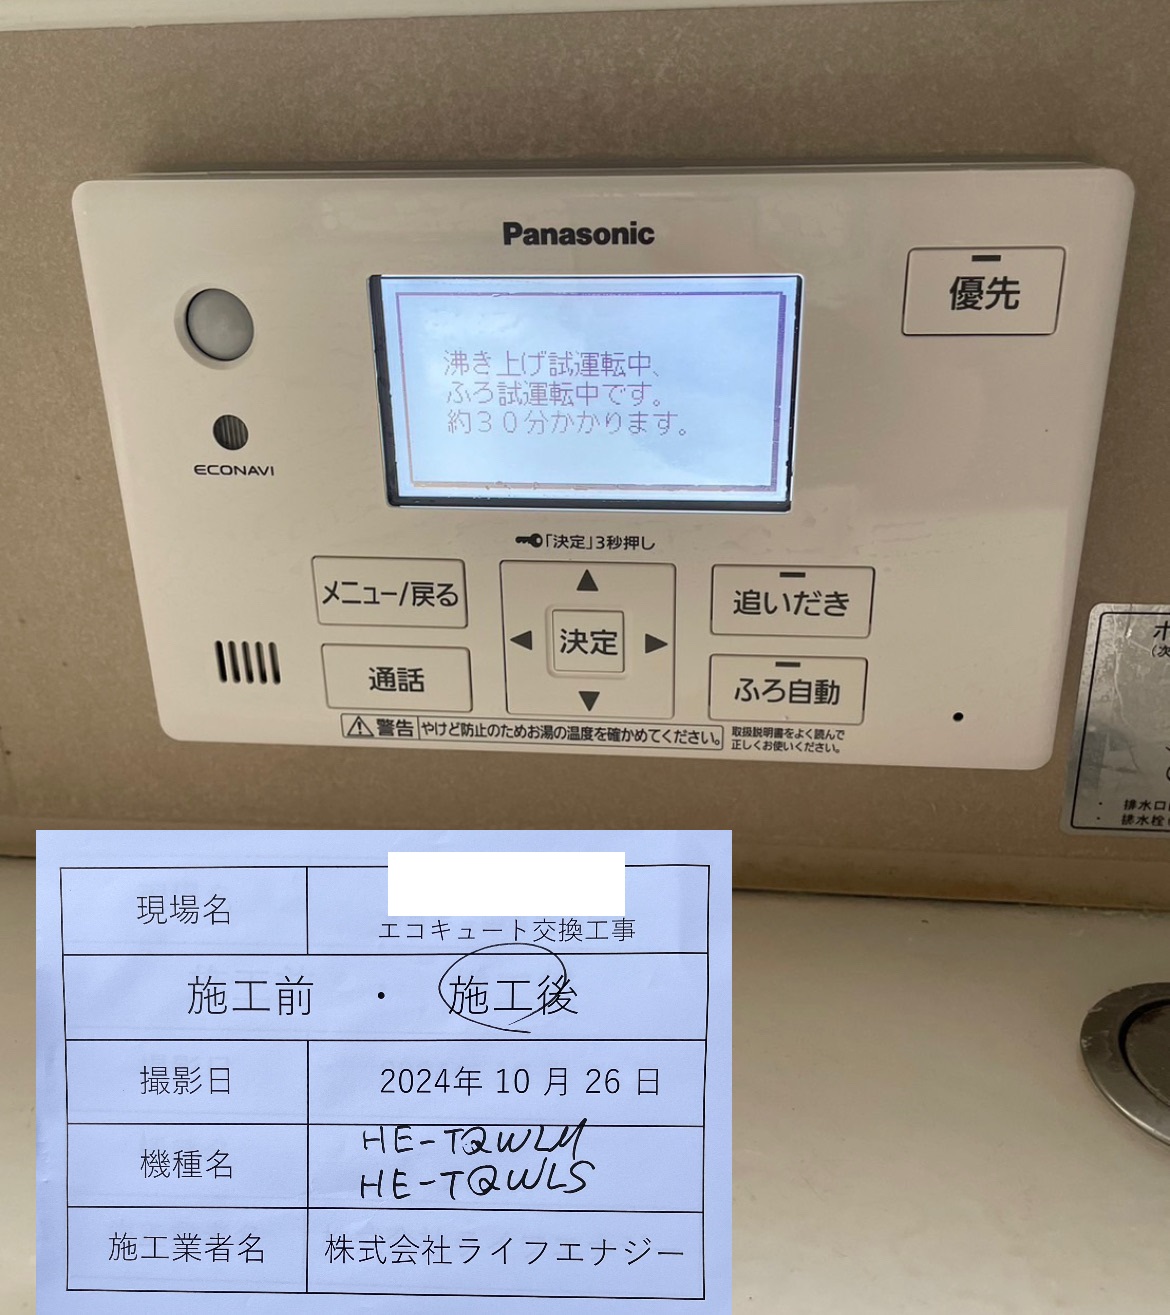 Panasonic
優先
沸き上げ試運転中、
ふろ試運転中です。
約30分かかります。
ECONAVI
「決定」3秒押し
メニュー/戻る
追いだき
決定
通話
ふろ自動
警告 やけど防止のためお湯の温度を確かめてください。
取扱説明書をよく読んで
正しくお使いください。
・ 排水口
・ 排水栓
現場名
エコキュート交換工事
施工前 ・ 施工後
撮影日 2024年 10 月 26 日
機種名 HE-TQWLM
HE-TQWLS
施工業者名 株式会社ライフエナジー